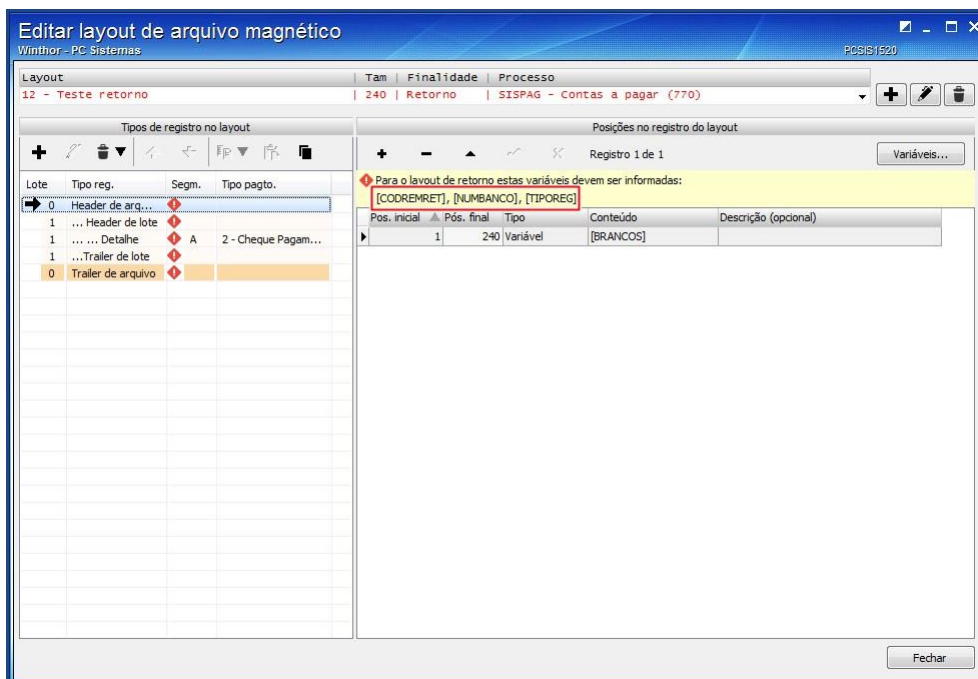 Editar layout de arquivo magnético
Winthor - PC Sistemas
PCSIS1520
Layout | Tam | Finalidade | Processo
12 - Teste retorno | 240 | Retorno | SISPAG - Contas a pagar (770)
Tipos de registro no layout
Posições no registro do layout
Registro 1 de 1
Variáveis...
Para o layout de retorno estas variáveis devem ser informadas:
[CODREMRET], [NUMBANCO], [TIPOREG]
Lote Tipo reg. Segm. Tipo pagto.
0 Header de arq...
1 ... Header de lote
1 ... ... Detalhe A 2 - Cheque Pagam...
1 ...Trailer de lote
0 Trailer de arquivo
Pos. inicial Pós. final Tipo Conteúdo Descrição (opcional)
1 240 Variável [BRANCOS]
Fechar